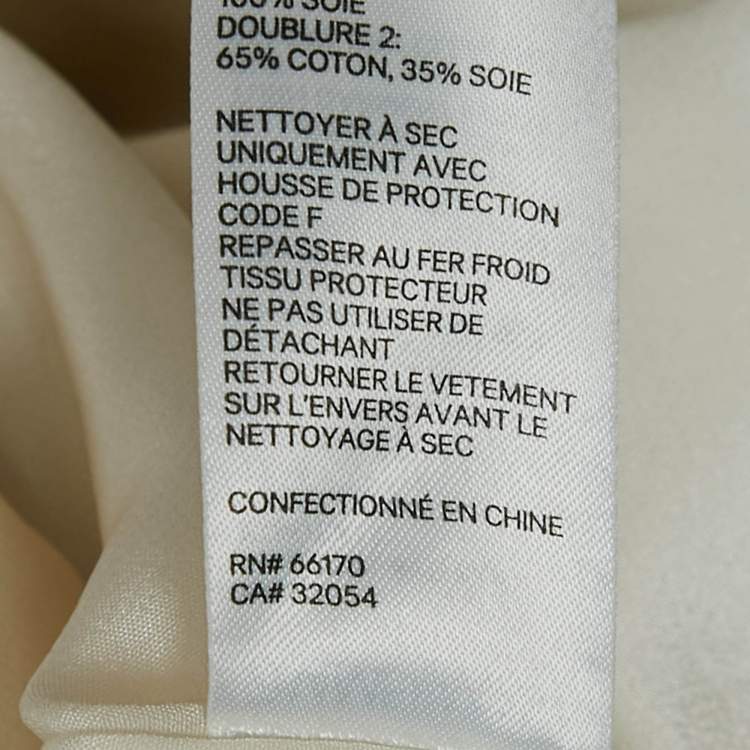 100% SOIE
DOUBLURE 2:
65% COTON, 35% SOIE
NETTOYER À SEC
UNIQUEMENT AVEC
HOUSSE DE PROTECTION
CODE F
REPASSER AU FER FROID
TISSU PROTECTEUR
NE PAS UTILISER DE
DÉTACHANT
RETOURNER LE VETEMENT
SUR L'ENVERS AVANT LE
NETTOYAGE À SEC
CONFECTIONNÉ EN CHINE
RN# 66170
CA# 32054